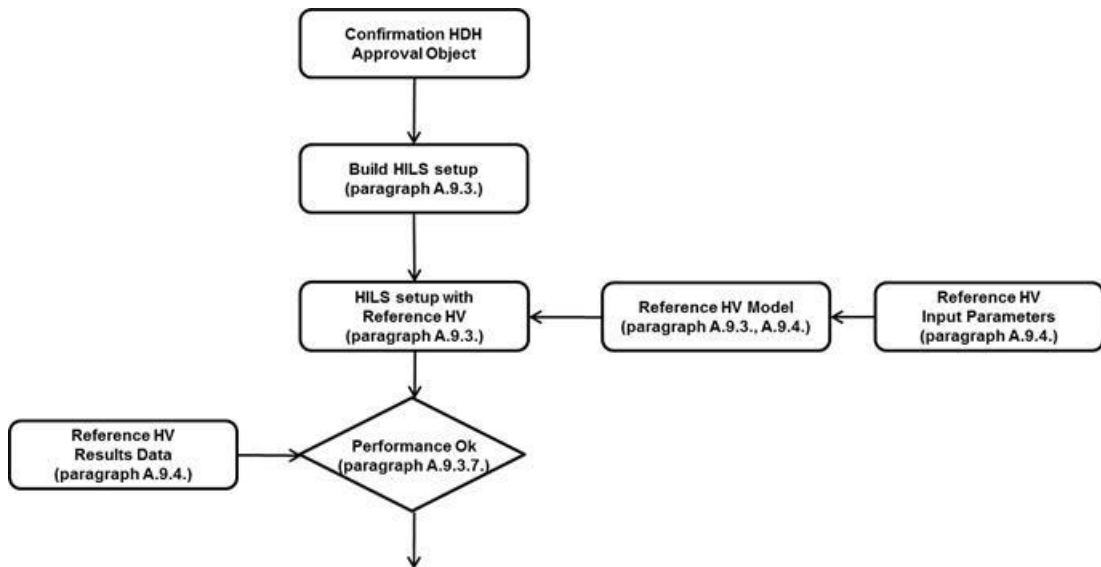 Confirmation HDH
Approval Object
Build HILS setup
(paragraph A.9.3.)
HILS setup with
Reference HV
(paragraph A.9.3.)
Reference HV Model
(paragraph A.9.3., A.9.4.)
Reference HV
Input Parameters
(paragraph A.9.4.)
Reference HV
Results Data
(paragraph A.9.4.)
Performance Ok
(paragraph A.9.3.7.)